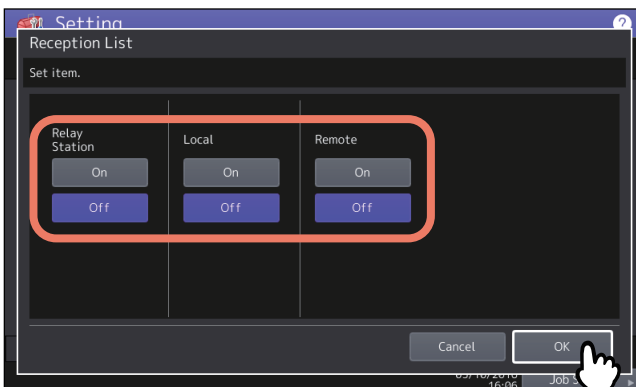 Setting
?
Reception List
Set item.
Relay
Station
Local
Remote
On
On
On
Off
Off
Off
Cancel
OK
16:06
Job